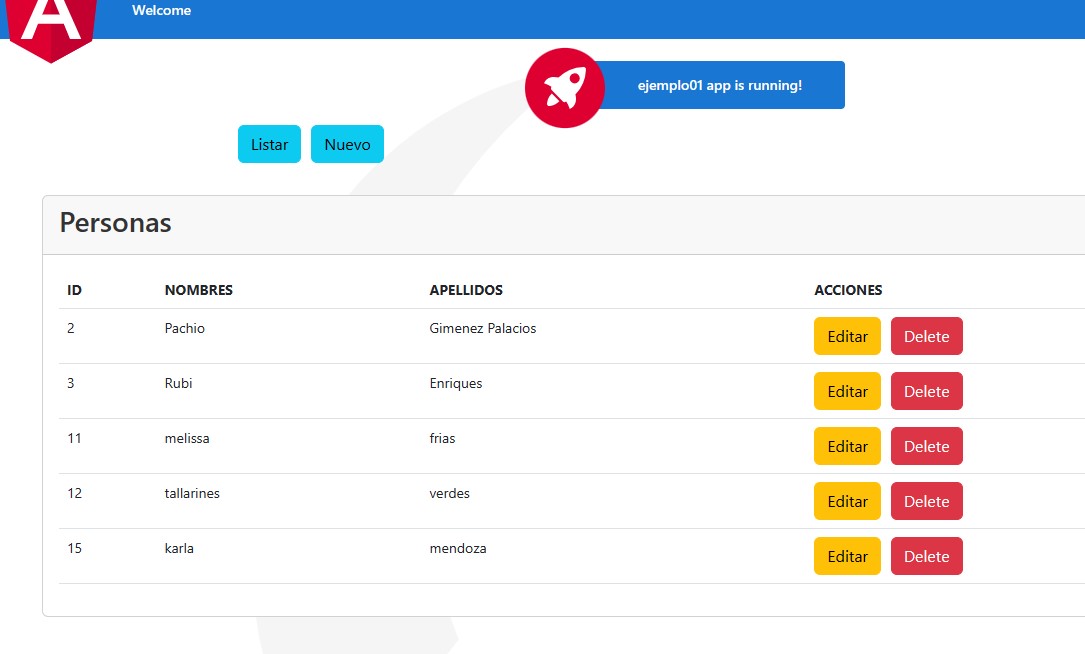 Welcome
ejemplo01 app is running!
Listar Nuevo
Personas
ID NOMBRES APELLIDOS ACCIONES
2 Pachio Gimenez Palacios Editar Delete
3 Rubi Enriques Editar Delete
11 melissa frias Editar Delete
12 tallarines verdes Editar Delete
15 karla mendoza Editar Delete